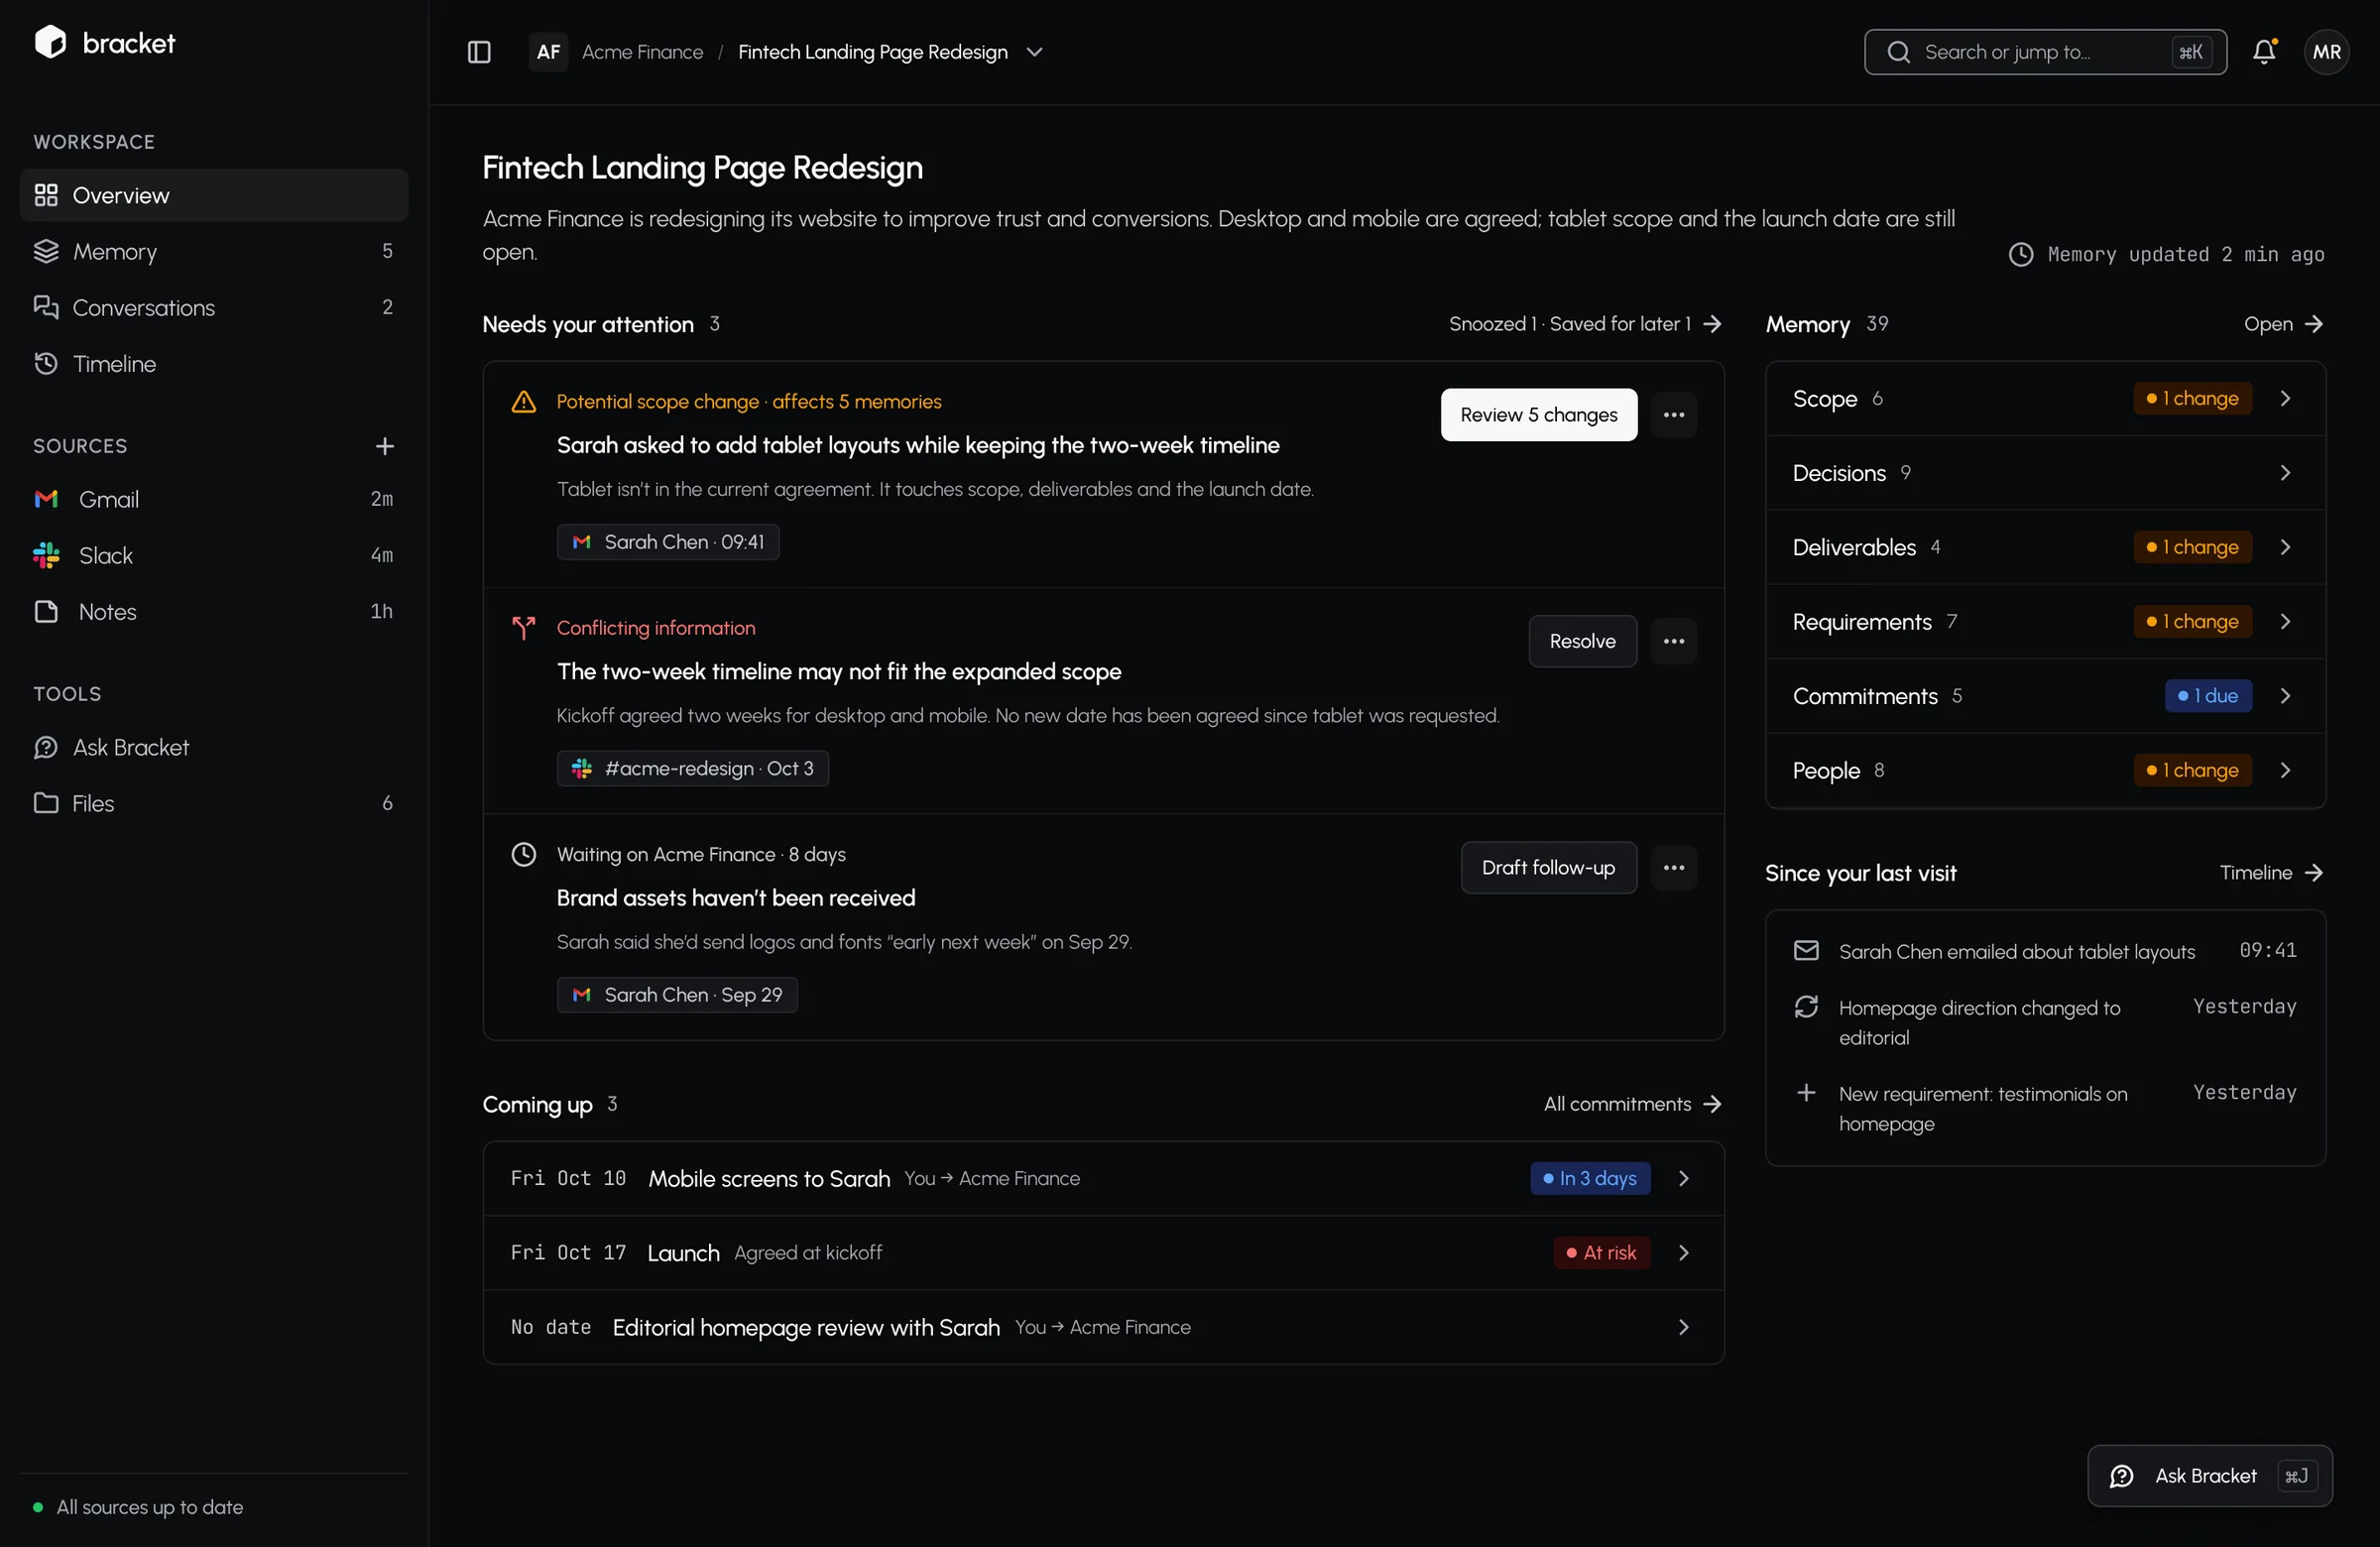 bracket
WORKSPACE
Overview
Memory 5
Conversations 2
Timeline
SOURCES
Gmail 2m
Slack 4m
Notes 1h
TOOLS
Ask Bracket
Files 6
All sources up to date
AF Acme Finance / Fintech Landing Page Redesign
Search or jump to... ⌘K
MR
Fintech Landing Page Redesign
Acme Finance is redesigning its website to improve trust and conversions. Desktop and mobile are agreed; tablet scope and the launch date are still
open.
Memory updated 2 min ago
Needs your attention 3
Snoozed 1 · Saved for later 1 →
Potential scope change · affects 5 memories
Sarah asked to add tablet layouts while keeping the two-week timeline
Tablet isn't in the current agreement. It touches scope, deliverables and the launch date.
Sarah Chen · 09:41
Review 5 changes
Conflicting information
The two-week timeline may not fit the expanded scope
Kickoff agreed two weeks for desktop and mobile. No new date has been agreed since tablet was requested.
#acme-redesign · Oct 3
Resolve
Waiting on Acme Finance · 8 days
Brand assets haven’t been received
Sarah said she’d send logos and fonts “early next week” on Sep 29.
Sarah Chen · Sep 29
Draft follow-up
Coming up 3
All commitments →
Fri Oct 10 Mobile screens to Sarah You → Acme Finance In 3 days
Fri Oct 17 Launch Agreed at kickoff At risk
No date Editorial homepage review with Sarah You → Acme Finance
Memory 39
Open →
Scope 6 1 change
Decisions 9
Deliverables 4 1 change
Requirements 7 1 change
Commitments 5 1 due
People 8 1 change
Since your last visit
Timeline →
Sarah Chen emailed about tablet layouts 09:41
Homepage direction changed to Yesterday
editorial
New requirement: testimonials on Yesterday
homepage
Ask Bracket ⌘J